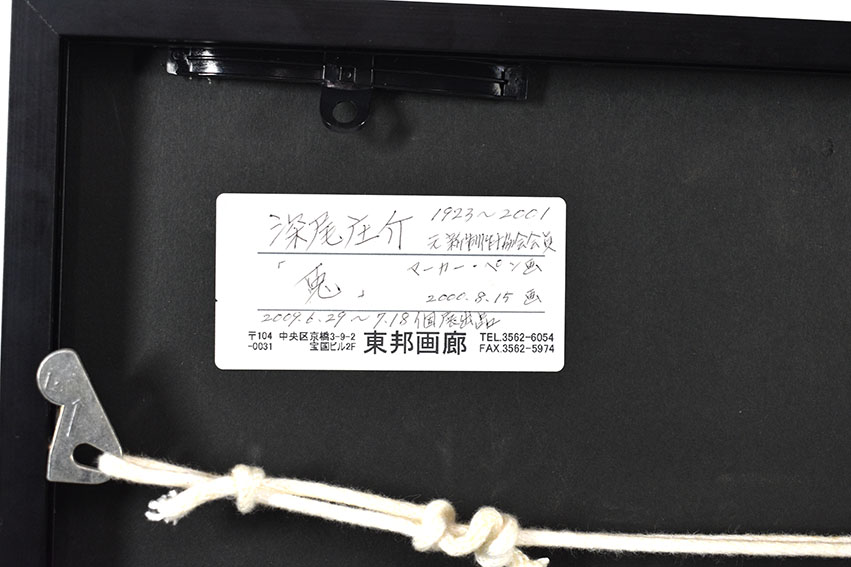 深尾庄介 1923～2001
元新制作協会会員
「兎」 マーカー・ペン画
2000.8.15 画
2009.6.29～7.18 個展出品
〒104-0031 中央区京橋3-9-2 宝国ビル2F 東邦画廊 TEL.3562-6054 FAX.3562-5974